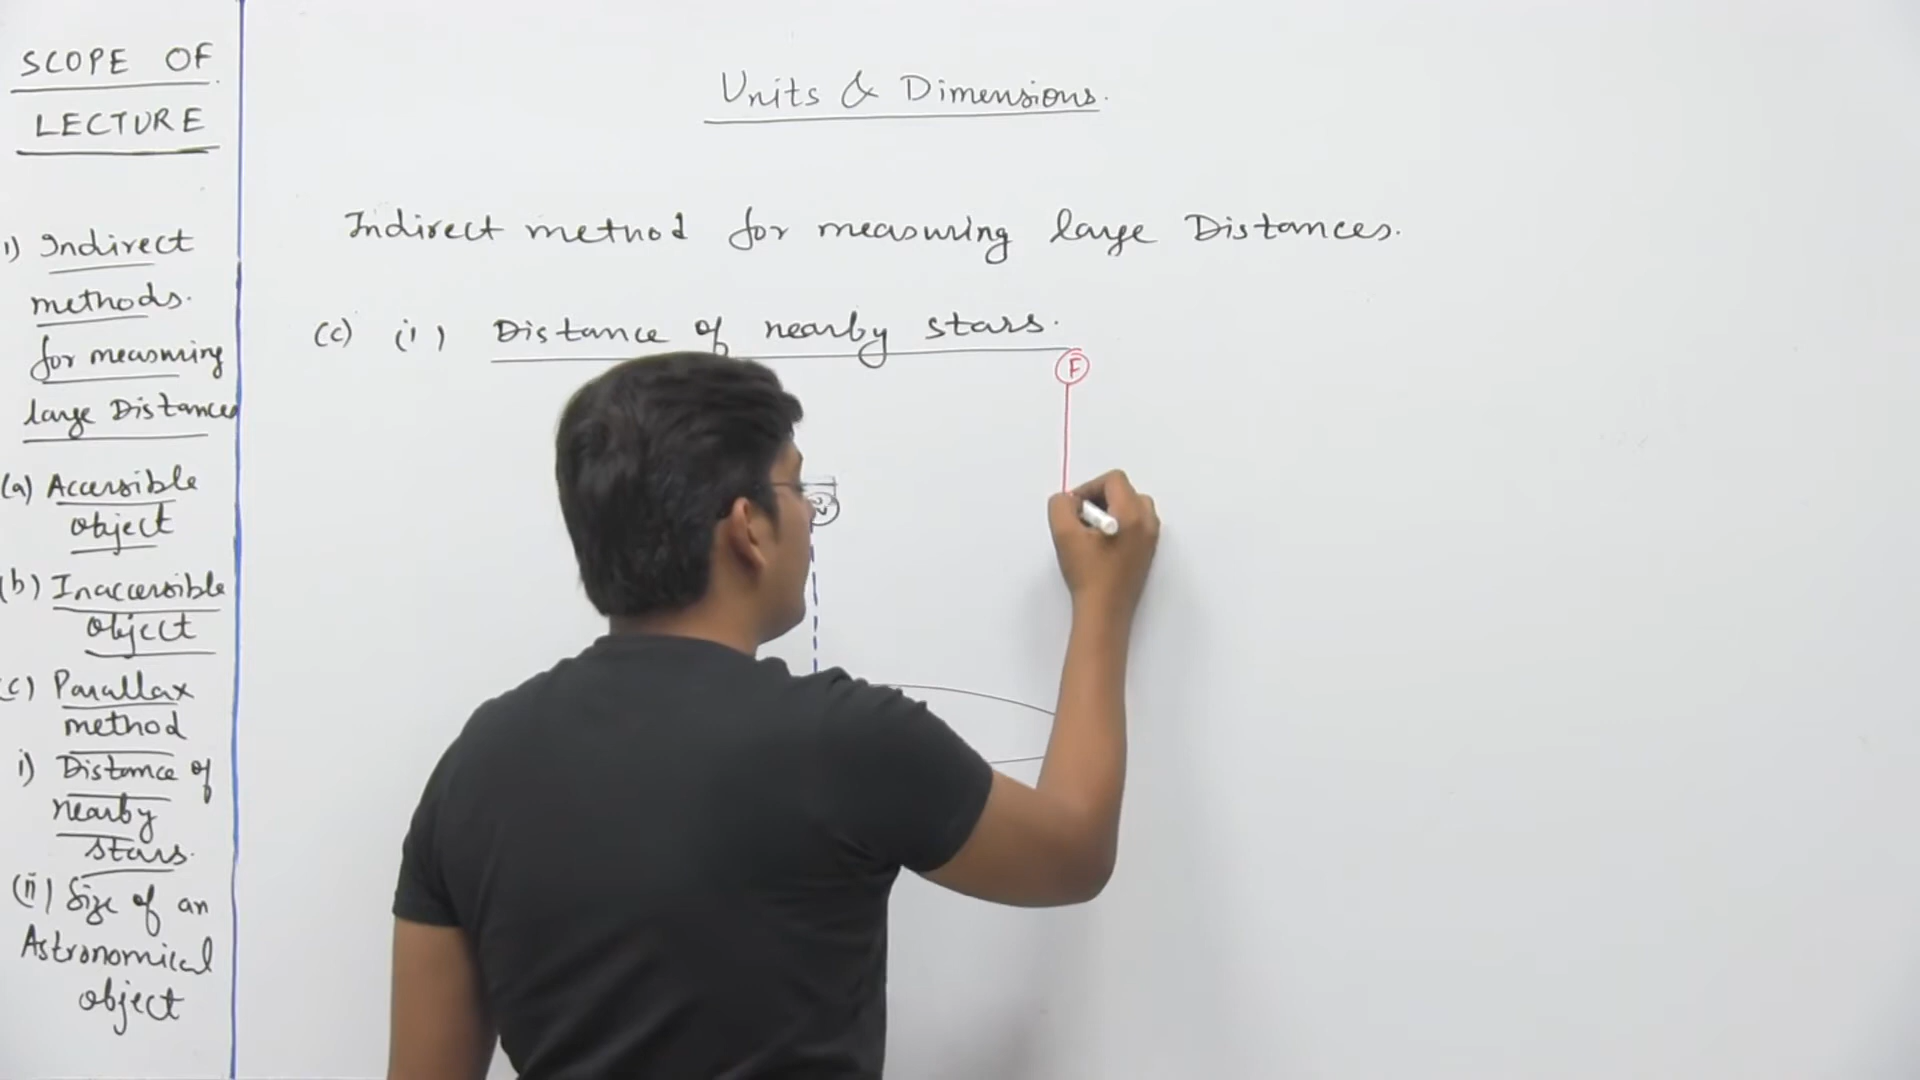 SCOPE OF
LECTURE
1) Indirect
methods.
for measuring
large Distances
(a) Accessible
object
(b) Inaccessible
object
(c) Parallax
method
i) Distance of
nearby
stars.
(ii) Size of an
Astronomical
object
Units & Dimensions.
Indirect method for measuring large Distances.
(c) (i) Distance of nearby stars.
F